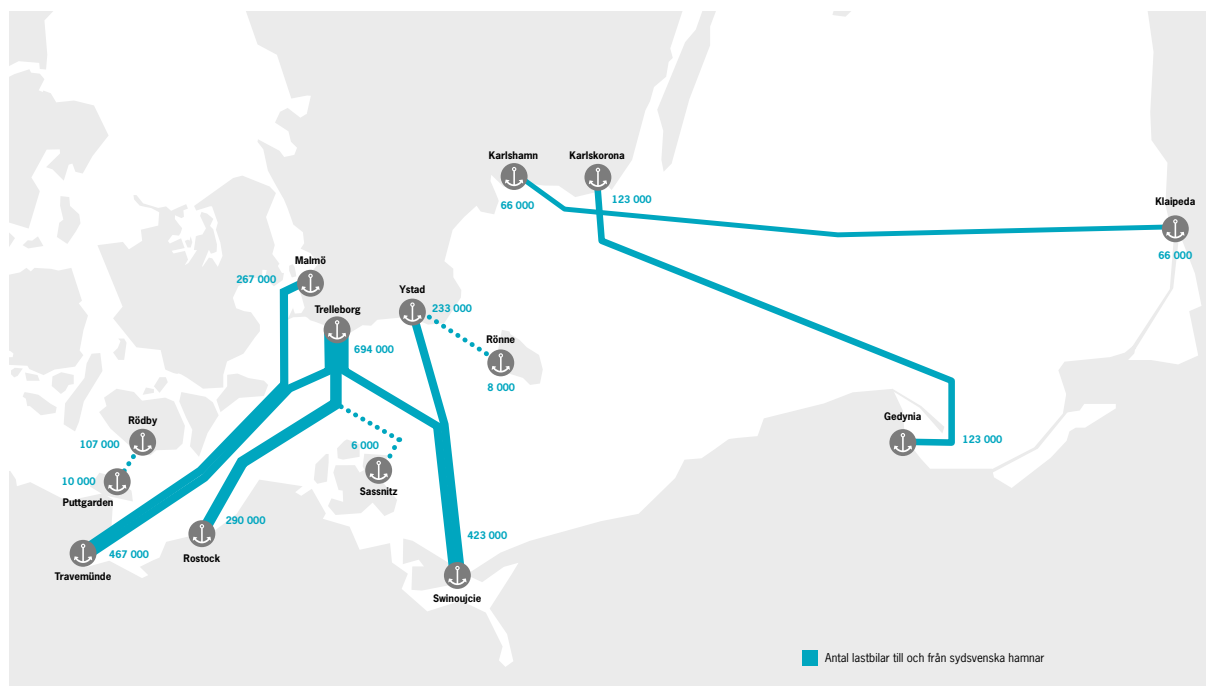 Karlshamn
Karlskorona
66 000
123 000
Klaipeda
66 000
Malmö
267 000
Ystad
233 000
Trelleborg
694 000
Rönne
8 000
Rödby
107 000
10 000
Puttgarden
6 000
Sassnitz
Gedynia
123 000
290 000
Rostock
467 000
Travemünde
423 000
Swinoujcie
Antal lastbilar till och från sydsvenska hamnar